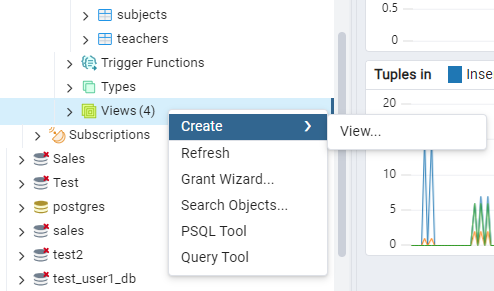 subjects
teachers
Trigger Functions
Types
Views (4)
Subscriptions
Sales
Test
postgres
sales
test2
test_user1_db
Create
View...
Refresh
Grant Wizard...
Search Objects...
PSQL Tool
Query Tool
0.5
0
Tuples in
Inse
20
10
5
0